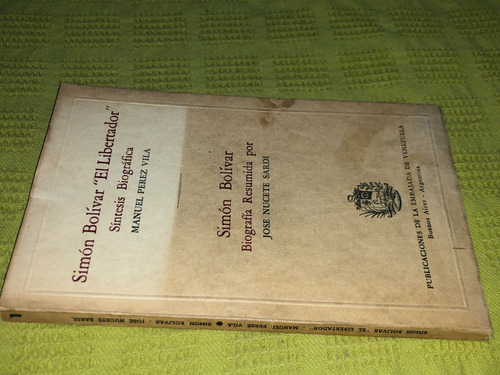 Simón Bolívar "El Libertador"
Síntesis Biográfica
MANUEL PEREZ VILA
Simón Bolívar
Biografía Resumida por
JOSE NUCETE SARDI
PUBLICACIONES DE LA EMBAJADA DE VENEZUELA
Buenos Aires - Argentina
SIMON BOLIVAR "EL LIBERTADOR" - MANUEL PEREZ VILA ● SIMON BOLIVAR - JOSE NUCETE SARDI
1